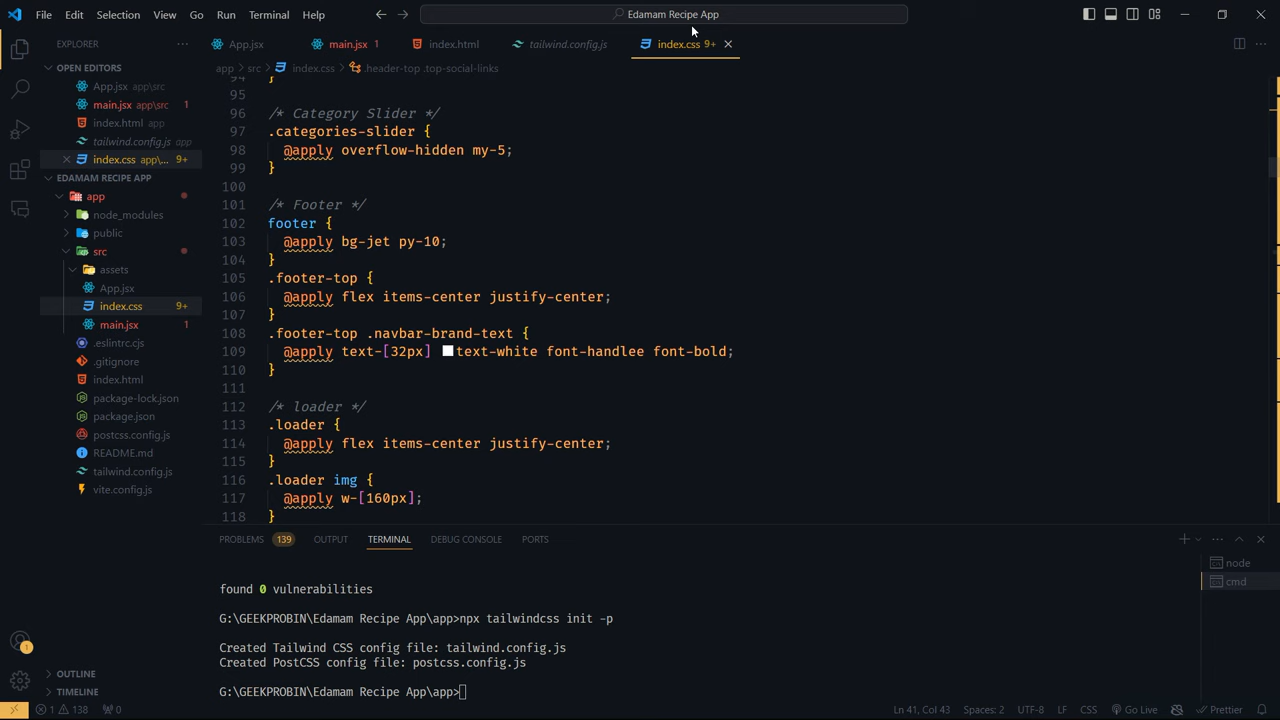 File Edit Selection View Go Run Terminal Help
Edamam Recipe App
EXPLORER
App.jsx main.jsx 1 index.html tailwind.config.js index.css 9+
OPEN EDITORS
App.jsx app\src
main.jsx app\src 1
index.html app
tailwind.config.js app
index.css app\... 9+
EDAMAM RECIPE APP
app
node_modules
public
src
assets
App.jsx
index.css 9+
main.jsx 1
.eslintrc.cjs
.gitignore
index.html
package-lock.json
package.json
postcss.config.js
README.md
tailwind.config.js
vite.config.js
OUTLINE
TIMELINE
app > src > index.css > .header-top .top-social-links
94 }
95
96 /* Category Slider */
97 .categories-slider {
98 @apply overflow-hidden my-5;
99 }
100
101 /* Footer */
102 footer {
103 @apply bg-jet py-10;
104 }
105 .footer-top {
106 @apply flex items-center justify-center;
107 }
108 .footer-top .navbar-brand-text {
109 @apply text-[32px] text-white font-handlee font-bold;
110 }
111
112 /* loader */
113 .loader {
114 @apply flex items-center justify-center;
115 }
116 .loader img {
117 @apply w-[160px];
118 }
PROBLEMS 139 OUTPUT TERMINAL DEBUG CONSOLE PORTS
node
cmd
found 0 vulnerabilities
G:\GEEKPROBIN\Edamam Recipe App\app>npx tailwindcss init -p
Created Tailwind CSS config file: tailwind.config.js
Created PostCSS config file: postcss.config.js
G:\GEEKPROBIN\Edamam Recipe App\app>
1 138 0 Ln 41, Col 43 Spaces: 2 UTF-8 LF CSS Go Live Prettier